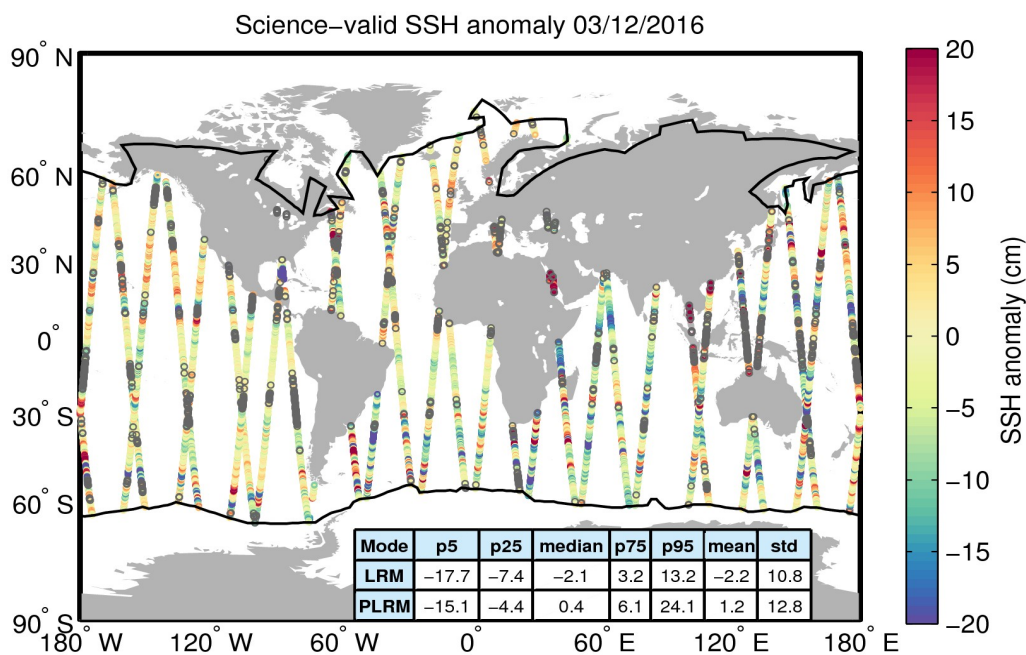 Science−valid SSH anomaly 03/12/2016
90° N
60° N
30° N
0°
30° S
60° S
90° S
180° W
120° W
60° W
0°
60° E
120° E
180° E
Mode p5 p25 median p75 p95 mean std
LRM −17.7 −7.4 −2.1 3.2 13.2 −2.2 10.8
PLRM −15.1 −4.4 0.4 6.1 24.1 1.2 12.8
20
15
10
5
0
−5
−10
−15
−20
SSH anomaly (cm)